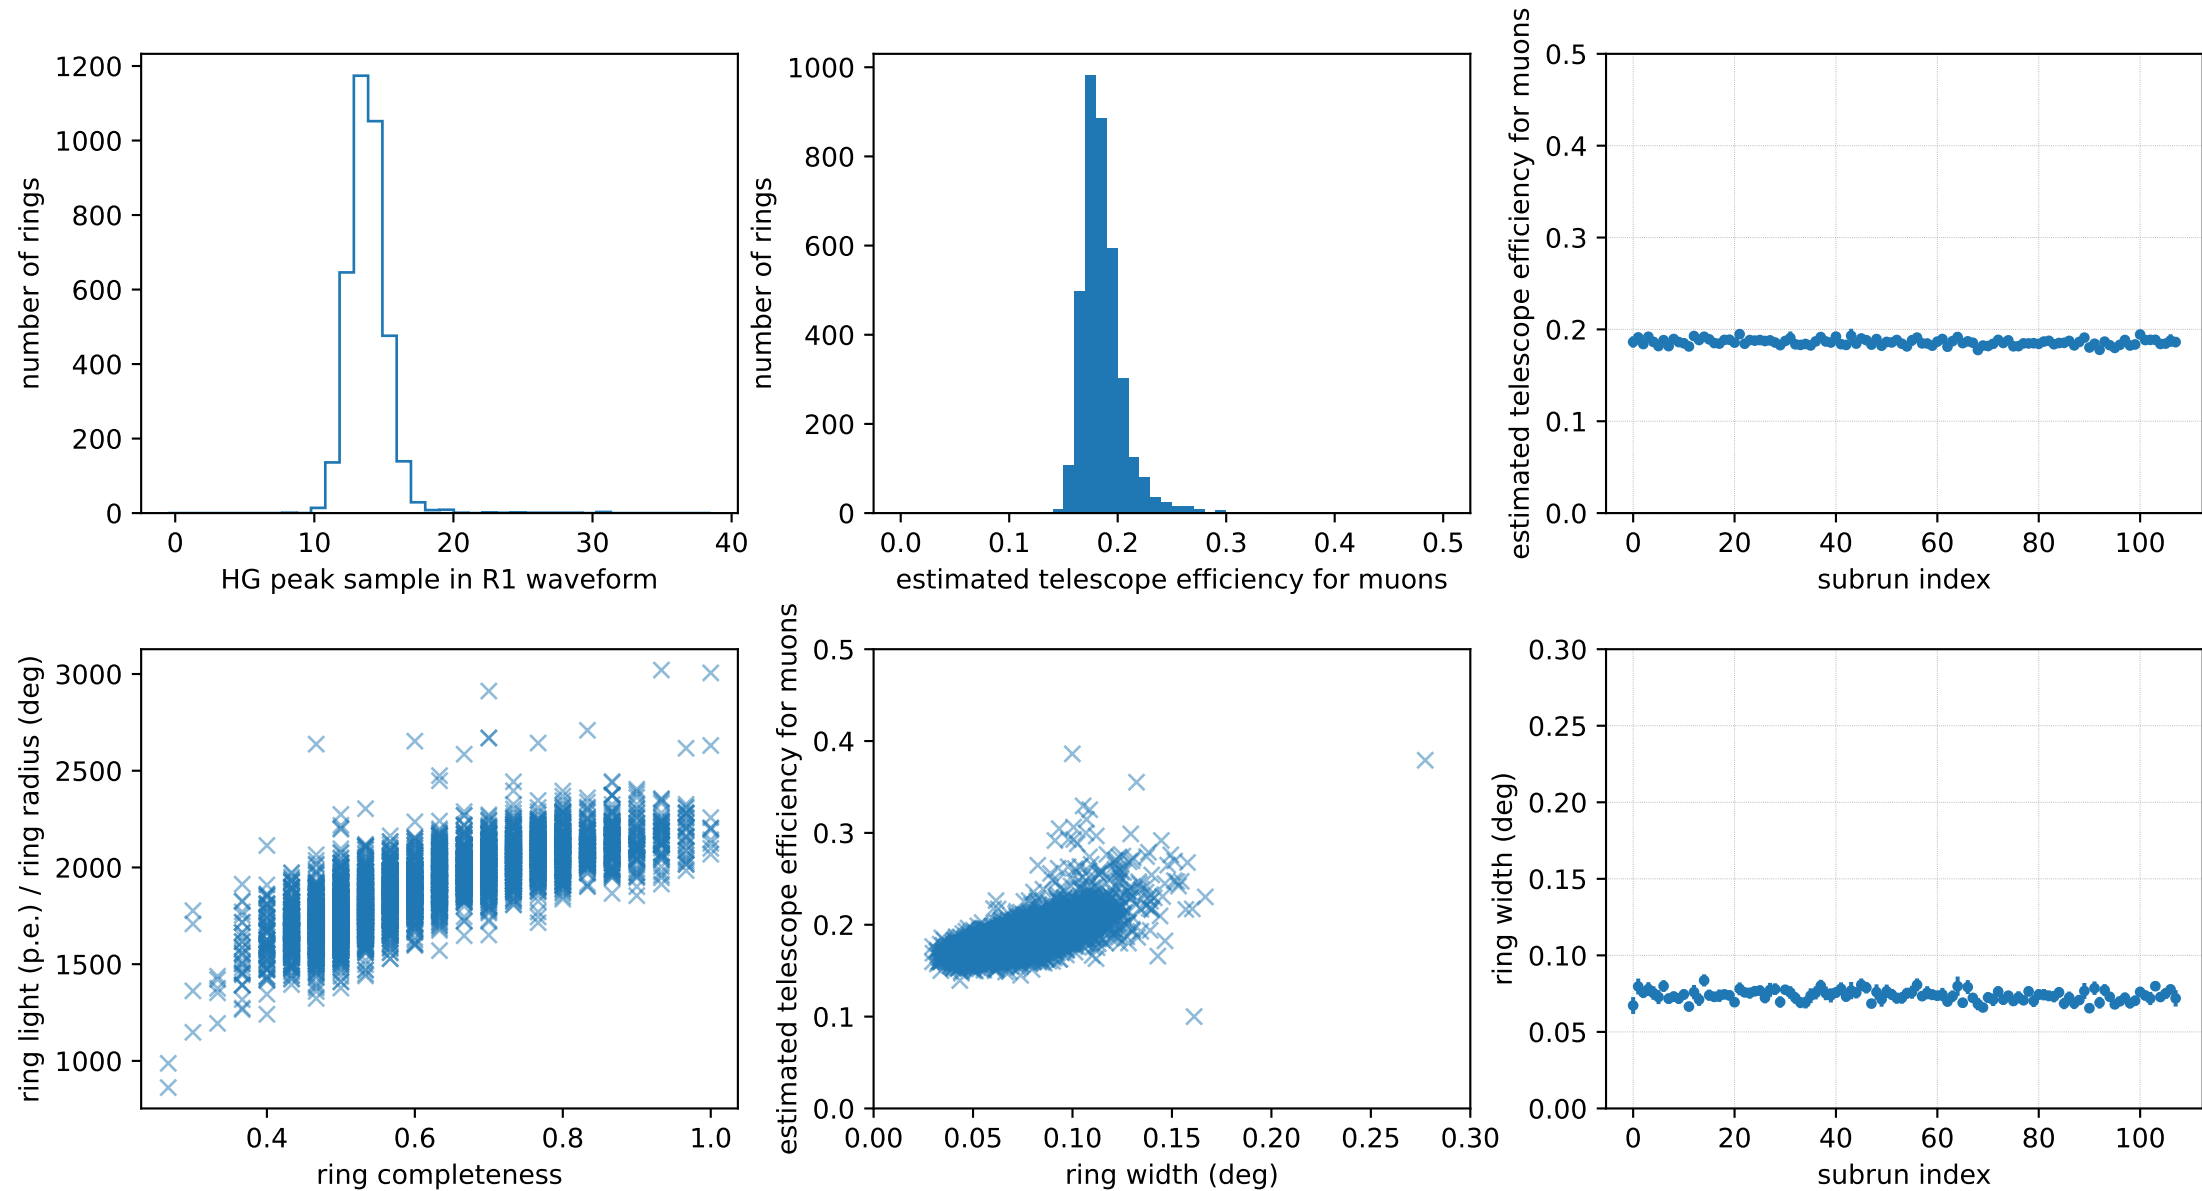 number of rings
1200
1000
800
600
400
200
0
0 10 20 30 40
HG peak sample in R1 waveform
number of rings
1000
800
600
400
200
0
0.0 0.1 0.2 0.3 0.4 0.5
estimated telescope efficiency for muons
estimated telescope efficiency for muons
0.5
0.4
0.3
0.2
0.1
0.0
0 20 40 60 80 100
subrun index
ring light (p.e.) / ring radius (deg)
3000
2500
2000
1500
1000
0.4 0.6 0.8 1.0
ring completeness
estimated telescope efficiency for muons
0.5
0.4
0.3
0.2
0.1
0.0
0.00 0.05 0.10 0.15 0.20 0.25 0.30
ring width (deg)
ring width (deg)
0.30
0.25
0.20
0.15
0.10
0.05
0.00
0 20 40 60 80 100
subrun index